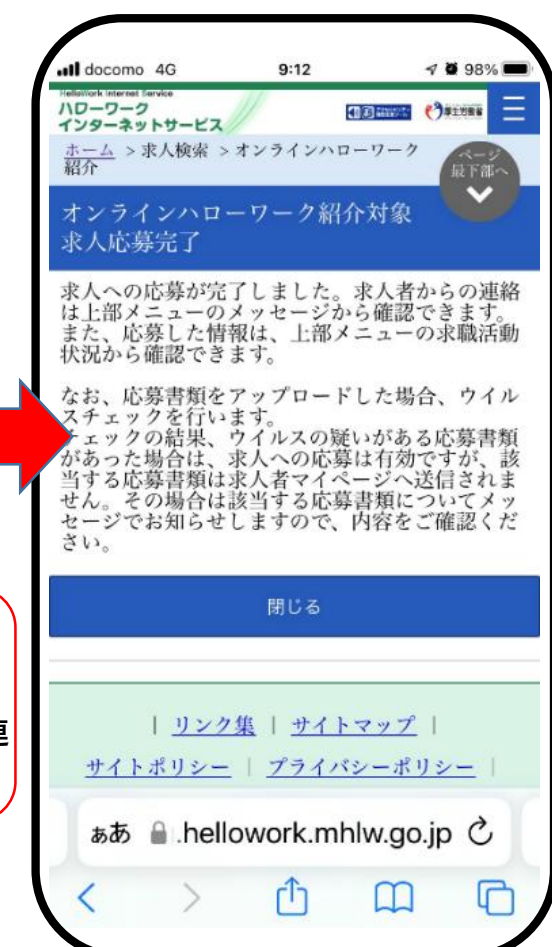 docomo 4G 9:12 98%
HelloWork Internet Service
ハローワーク
インターネットサービス
厚生労働省
ホーム > 求人検索 > オンラインハローワーク
紹介
ページ
最下部へ
オンラインハローワーク紹介対象
求人応募完了
求人への応募が完了しました。求人者からの連絡
は上部メニューのメッセージから確認できます。
また、応募した情報は、上部メニューの求職活動
状況から確認できます。
なお、応募書類をアップロードした場合、ウイル
スチェックを行います。
チェックの結果、ウイルスの疑いがある応募書類
があった場合は、求人への応募は有効ですが、該
当する応募書類は求人者マイページへ送信されま
せん。その場合は該当する応募書類についてメッ
セージでお知らせしますので、内容をご確認くだ
さい。
閉じる
| リンク集 | サイトマップ |
サイトポリシー | プライバシーポリシー |
ぁあ .hellowork.mhlw.go.jp